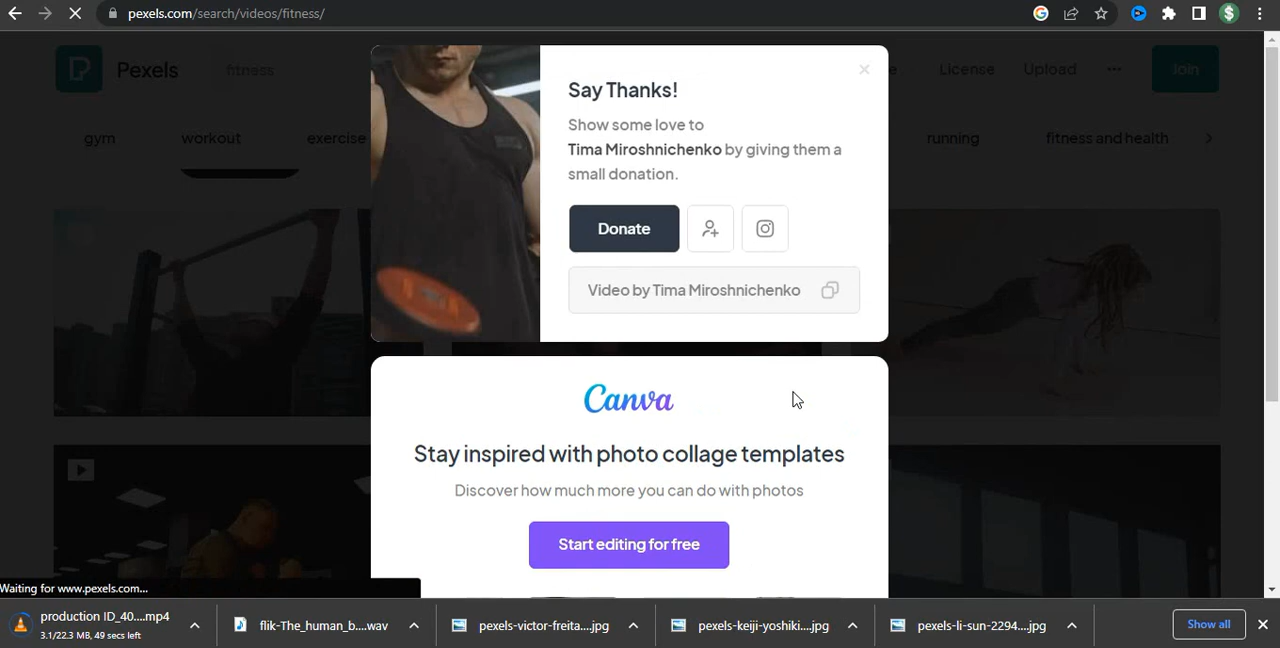 pexels.com/search/videos/fitness/
Pexels
fitness
License
Upload
...
Join
gym
workout
exercise
running
fitness and health
Say Thanks!
Show some love to
Tima Miroshnichenko by giving them a
small donation.
Donate
Video by Tima Miroshnichenko
Canva
Stay inspired with photo collage templates
Discover how much more you can do with photos
Start editing for free
Waiting for www.pexels.com...
production ID_40....mp4
3.1/22.3 MB, 49 secs left
flik-The_human_b....wav
pexels-victor-freita....jpg
pexels-keiji-yoshiki....jpg
pexels-li-sun-2294....jpg
Show all